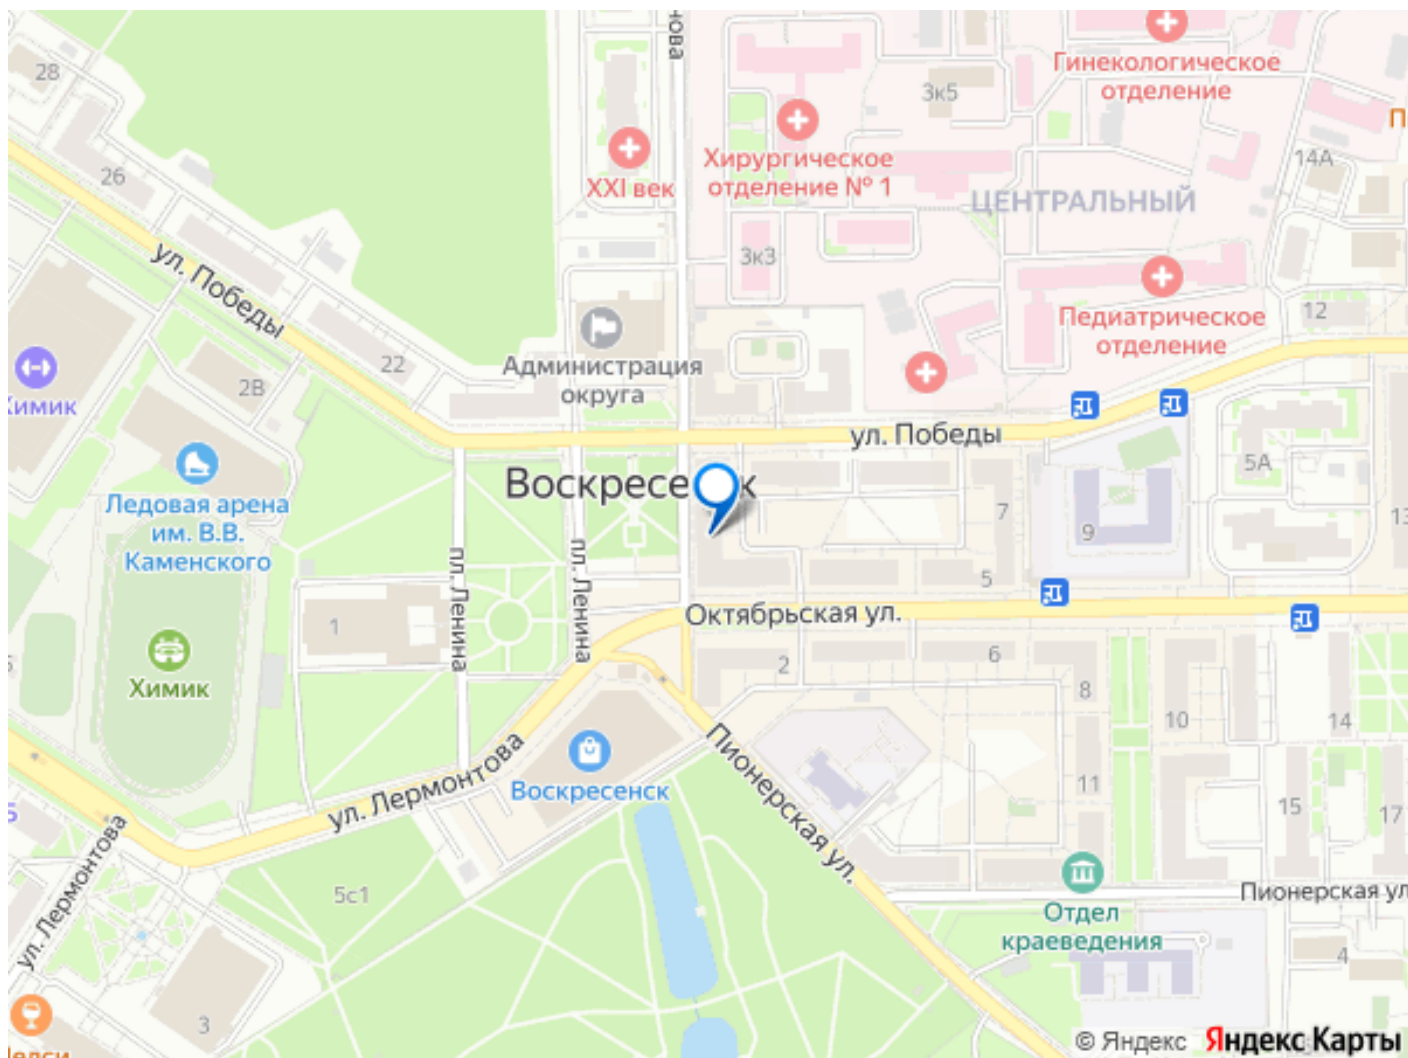 28
нова
Гинекологическое
отделение
3к5
26
XXI век
Хирургическое
отделение № 1
14А
ЦЕНТРАЛЬНЫЙ
3к3
ул. Победы
Педиатрическое
отделение
12
22
2В
Администрация
округа
Химик
ул. Победы
5А
Ледовая арена
им. В.В.
Каменского
7
9
13
пл. Ленина
пл. Ленина
5
1
Октябрьская ул.
Химик
2
6
8
10
14
Воскресенск
ул. Лермонтова
Пионерская ул.
11
15
17
ул. Лермонтова
5с1
Отдел
краеведения
Пионерская ул
4
3
© Яндекс Яндекс Карты